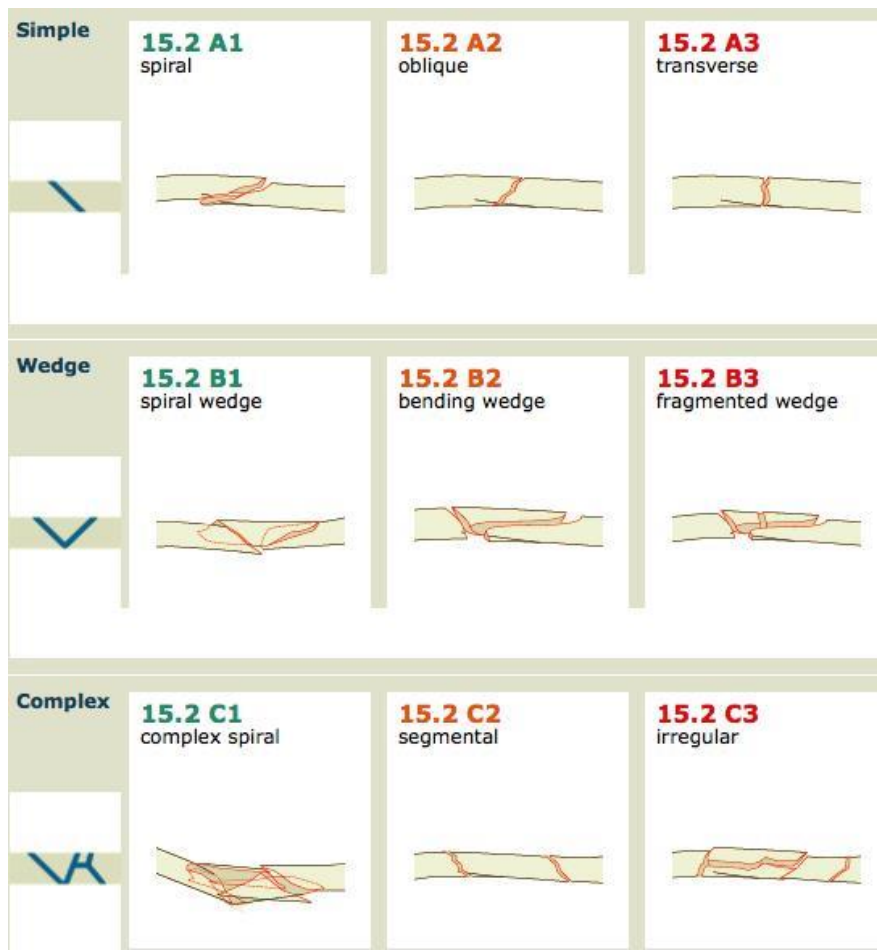 Simple
15.2 A1
spiral
15.2 A2
oblique
15.2 A3
transverse
Wedge
15.2 B1
spiral wedge
15.2 B2
bending wedge
15.2 B3
fragmented wedge
Complex
15.2 C1
complex spiral
15.2 C2
segmental
15.2 C3
irregular